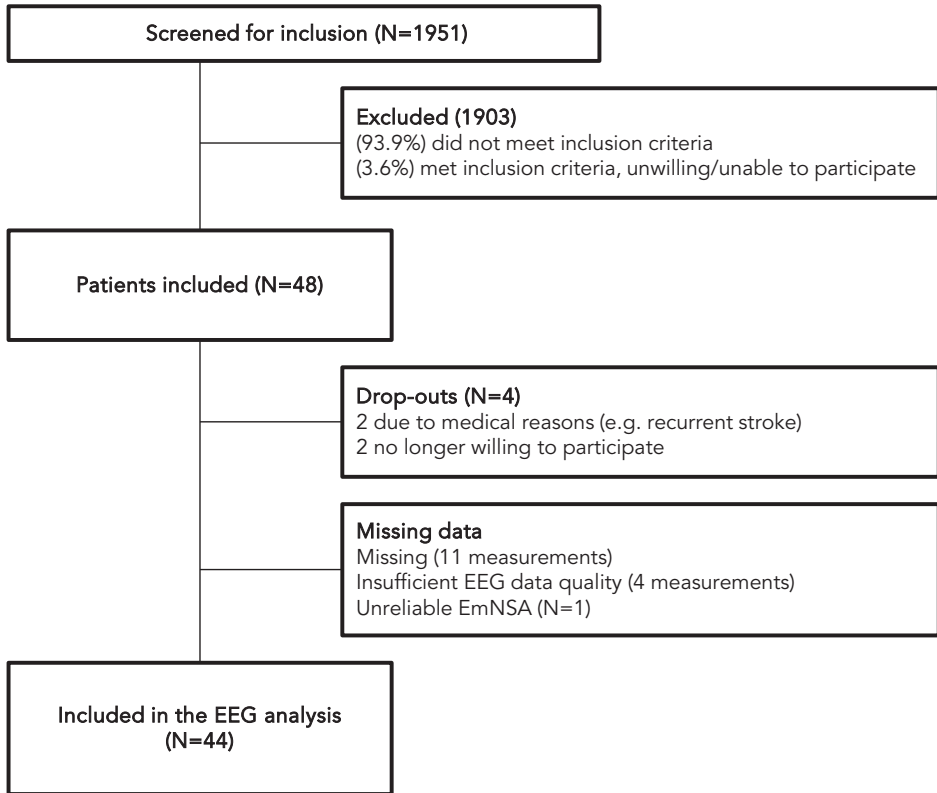 Screened for inclusion (N=1951)
Excluded (1903)
(93.9%) did not meet inclusion criteria
(3.6%) met inclusion criteria, unwilling/unable to participate
Patients included (N=48)
Drop-outs (N=4)
2 due to medical reasons (e.g. recurrent stroke)
2 no longer willing to participate
Missing data
Missing (11 measurements)
Insufficient EEG data quality (4 measurements)
Unreliable EmNSA (N=1)
Included in the EEG analysis
(N=44)